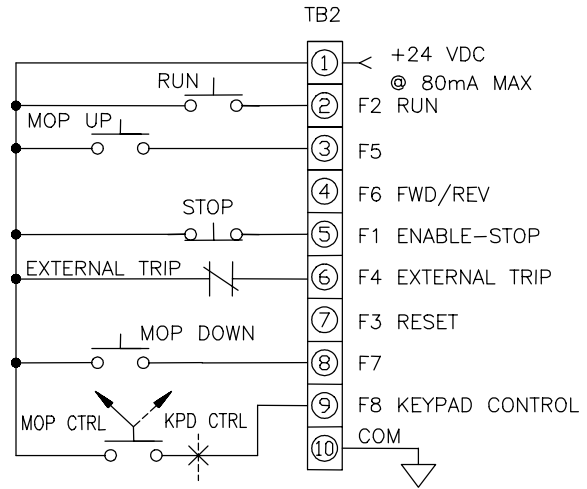 TB2
1 +24 VDC
@ 80mA MAX
RUN 2 F2 RUN
MOP UP 3 F5
4 F6 FWD/REV
STOP 5 F1 ENABLE-STOP
EXTERNAL TRIP 6 F4 EXTERNAL TRIP
7 F3 RESET
MOP DOWN 8 F7
9 F8 KEYPAD CONTROL
MOP CTRL KPD CTRL
10 COM